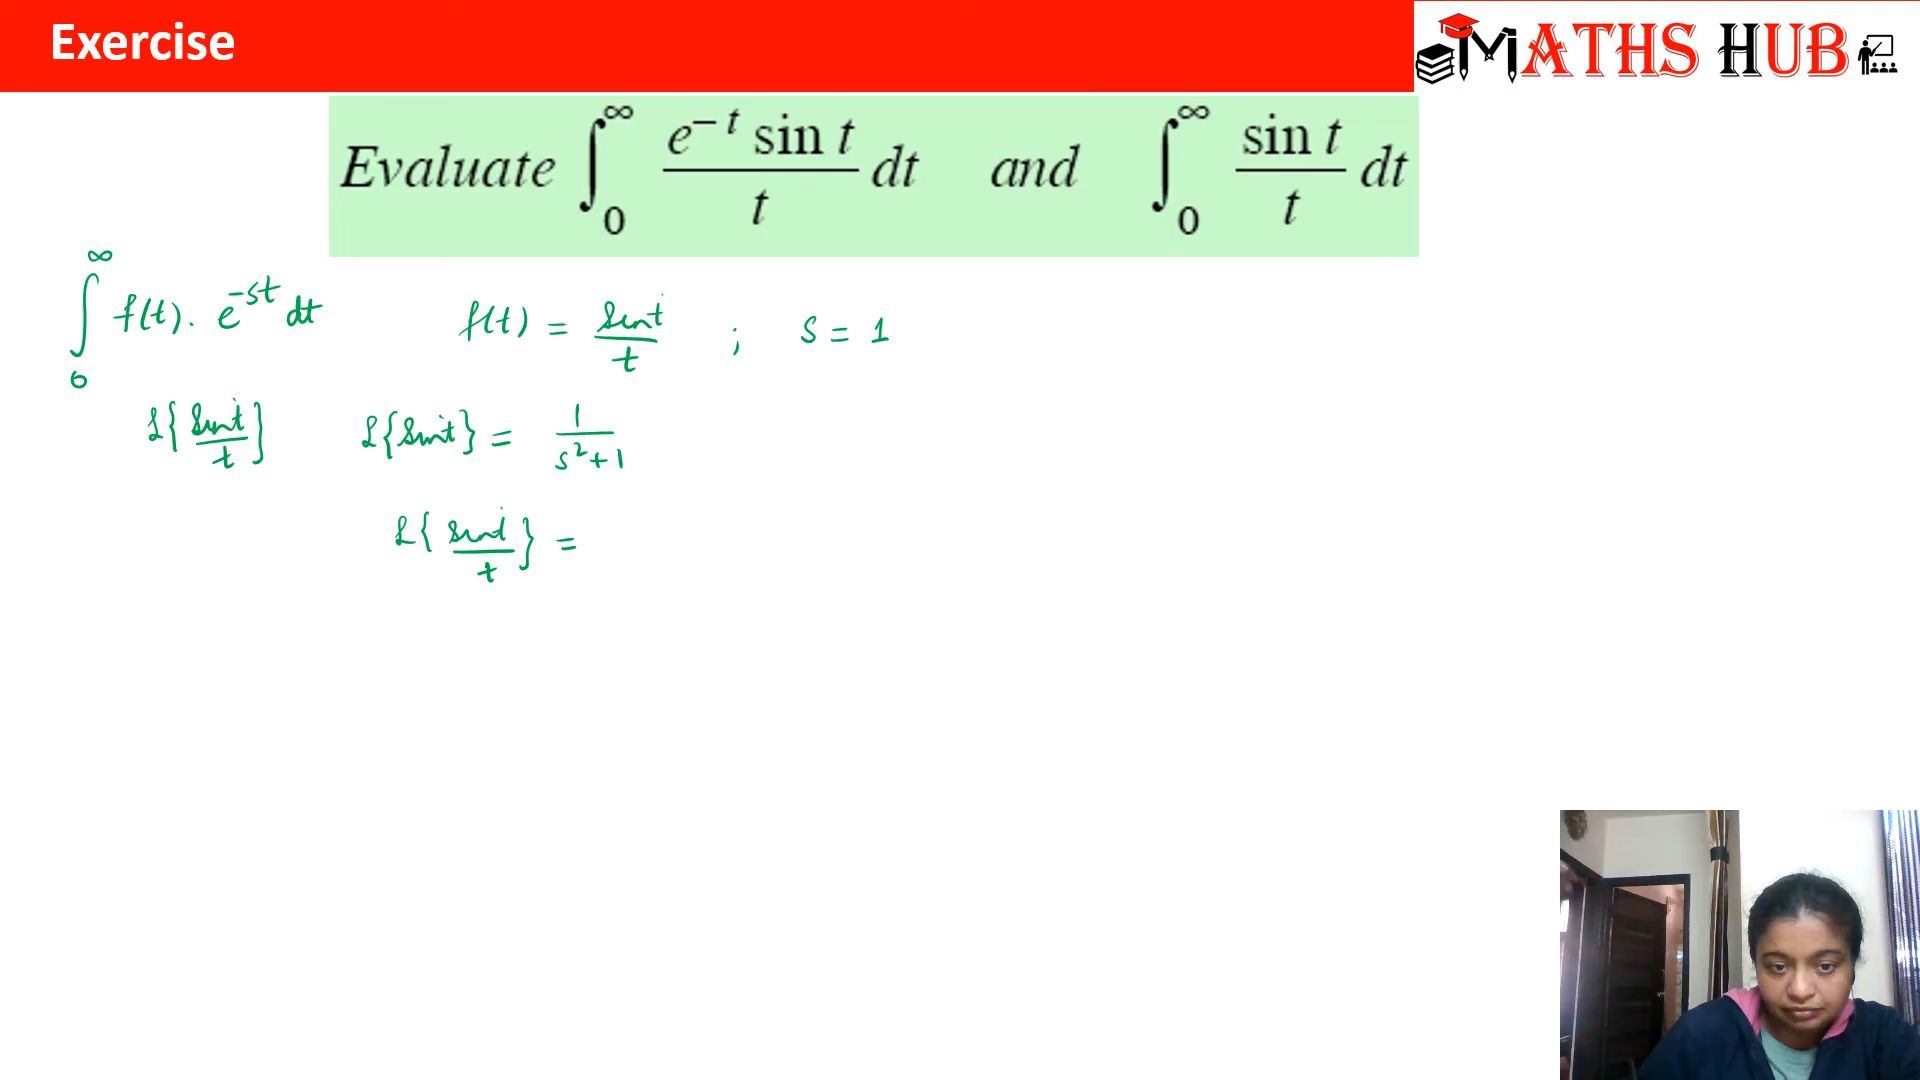 Exercise
MATHS HUB
Evaluate ∫₀^∞ (e^{-t} sin t)/t dt and ∫₀^∞ (sin t)/t dt
∫₀^∞ f(t). e^{-st} dt f(t) = (sin t)/t ; S = 1
L{(sin t)/t} L{sin t} = 1/(s²+1)
L{(sin t)/t} =